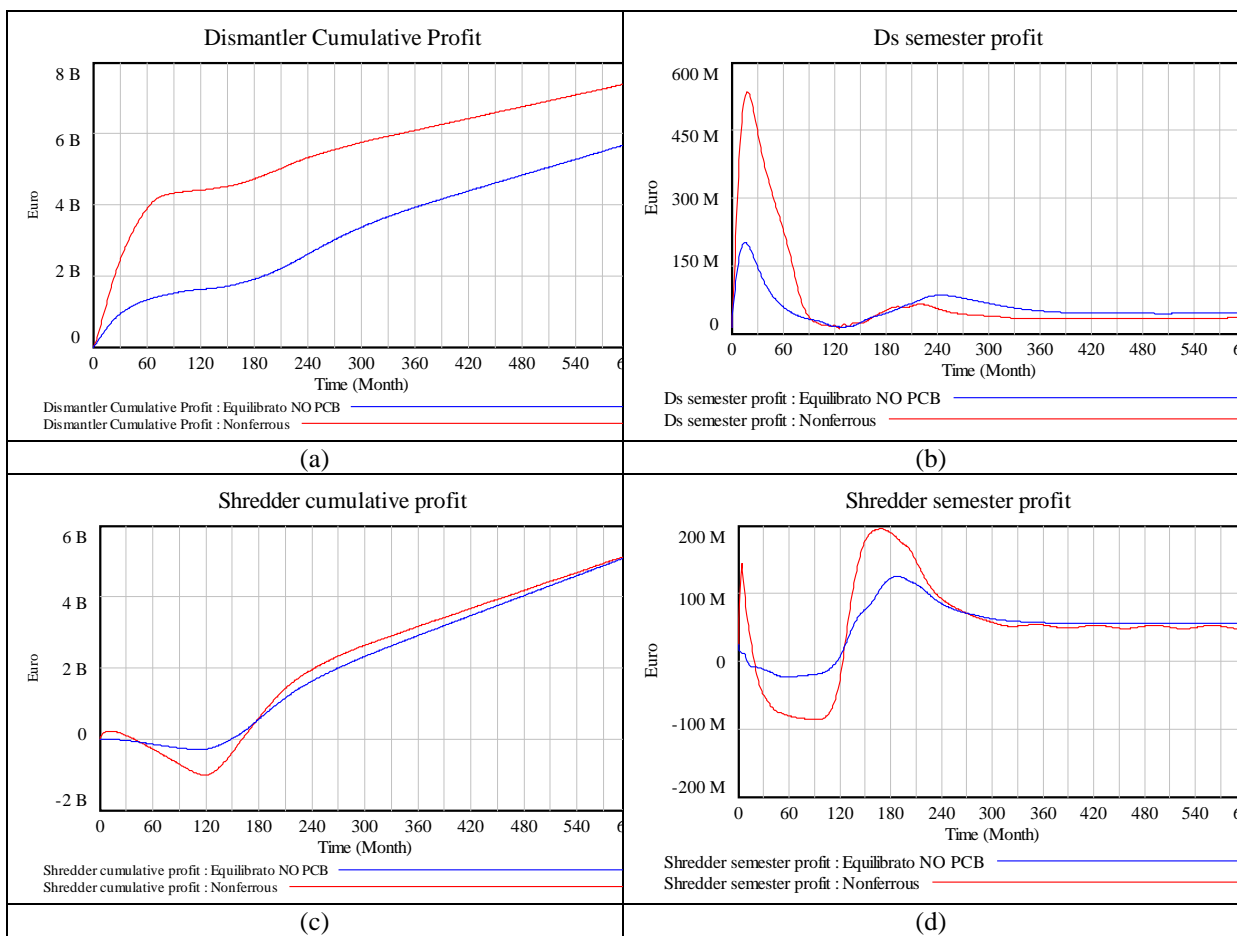 Dismantler Cumulative Profit
8 B
6 B
4 B
2 B
0
Euro
0 60 120 180 240 300 360 420 480 540 6
Time (Month)
Dismantler Cumulative Profit : Equilibrato NO PCB
Dismantler Cumulative Profit : Nonferrous
(a)
Ds semester profit
600 M
450 M
300 M
150 M
0
Euro
0 60 120 180 240 300 360 420 480 540 6
Time (Month)
Ds semester profit : Equilibrato NO PCB
Ds semester profit : Nonferrous
(b)
Shredder cumulative profit
6 B
4 B
2 B
0
-2 B
Euro
0 60 120 180 240 300 360 420 480 540 6
Time (Month)
Shredder cumulative profit : Equilibrato NO PCB
Shredder cumulative profit : Nonferrous
(c)
Shredder semester profit
200 M
100 M
0
-100 M
-200 M
Euro
0 60 120 180 240 300 360 420 480 540 6
Time (Month)
Shredder semester profit : Equilibrato NO PCB
Shredder semester profit : Nonferrous
(d)